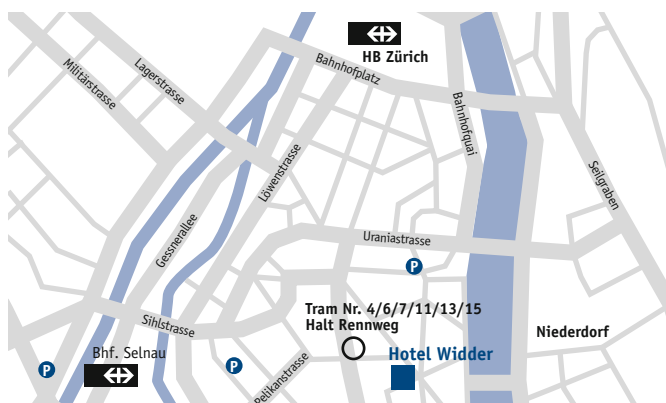 HB Zürich
Bahnhofplatz
Militärstrasse
Lagerstrasse
Löwenstrasse
Bahnhofquai
Seilgraben
Gessnerallee
Uraniastrasse
P
Tram Nr. 4/6/7/11/13/15
Halt Rennweg
Sihlstrasse
Niederdorf
Bhf. Selnau
P
P
Pelikanstrasse
Hotel Widder